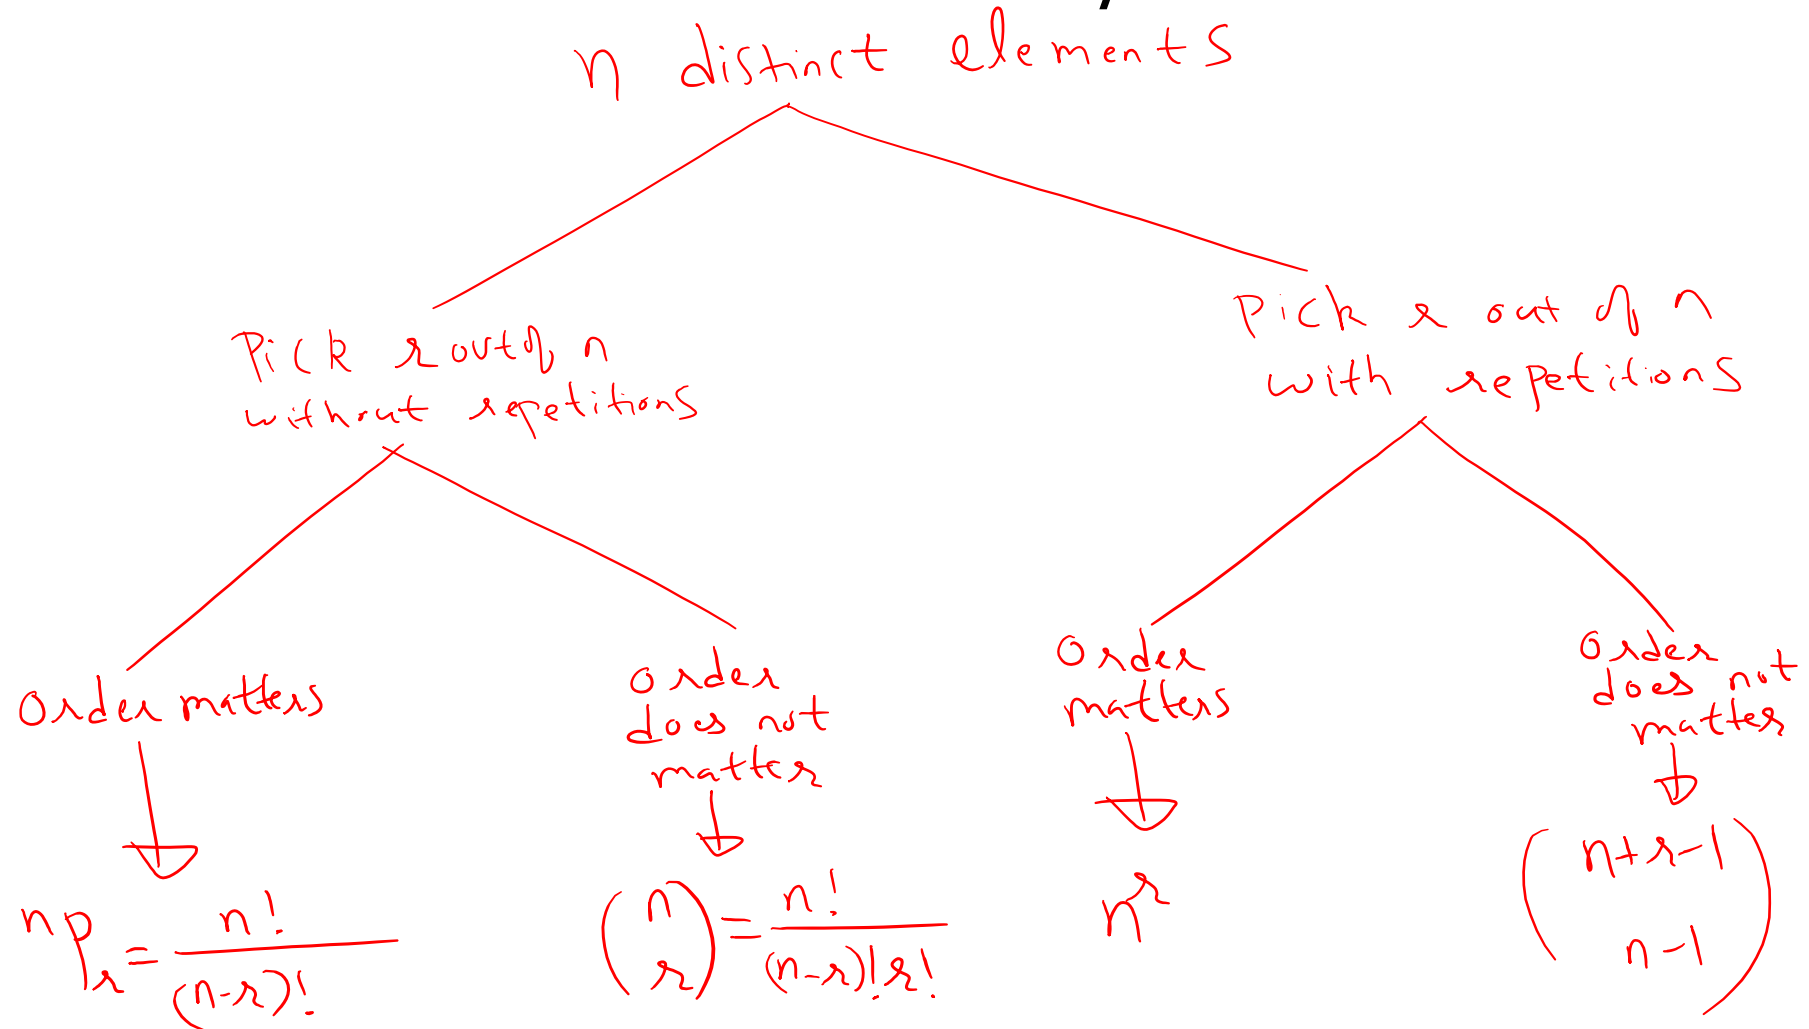 n distinct elements
Pick r out of n
without repetitions
Pick r out of n
with repetitions
Order matters
Order
does not
matter
Order
matters
Order
does not
matter
ⁿPᵣ = n! / (n-r)!
(n r) = n! / (n-r)! r!
nʳ
(n+r-1
n-1)